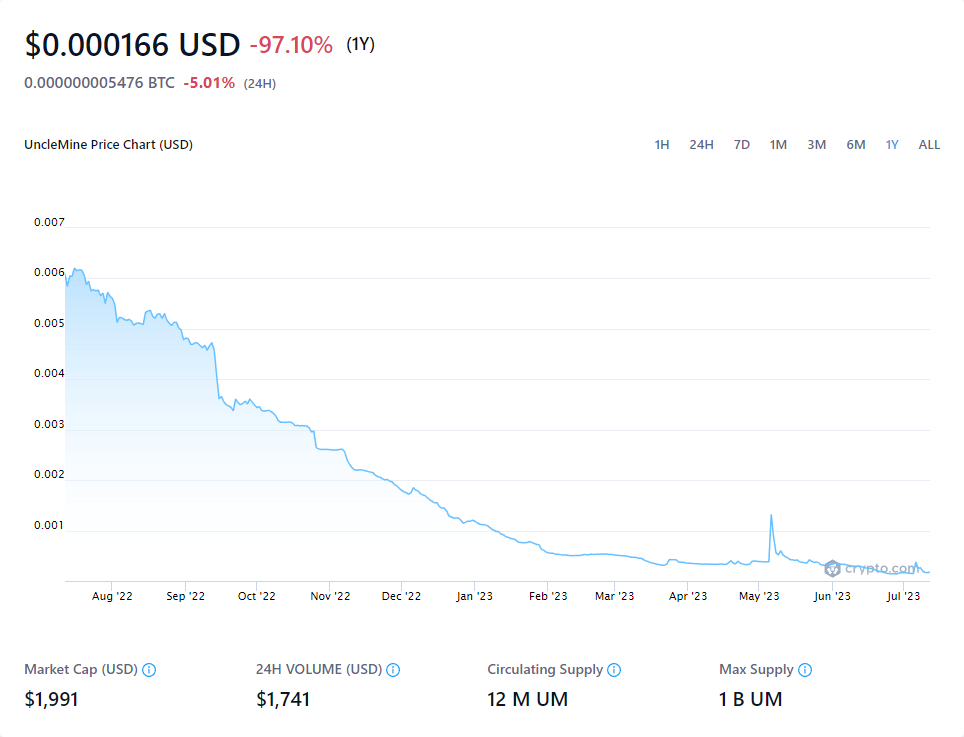 $0.000166 USD -97.10% (1Y)
0.000000005476 BTC -5.01% (24H)
UncleMine Price Chart (USD) 1H 24H 7D 1M 3M 6M 1Y ALL
0.007
0.006
0.005
0.004
0.003
0.002
0.001
crypto.com
Aug '22 Sep '22 Oct '22 Nov '22 Dec '22 Jan '23 Feb '23 Mar '23 Apr '23 May '23 Jun '23 Jul '23
Market Cap (USD) 24H VOLUME (USD) Circulating Supply Max Supply
$1,991 $1,741 12 M UM 1 B UM